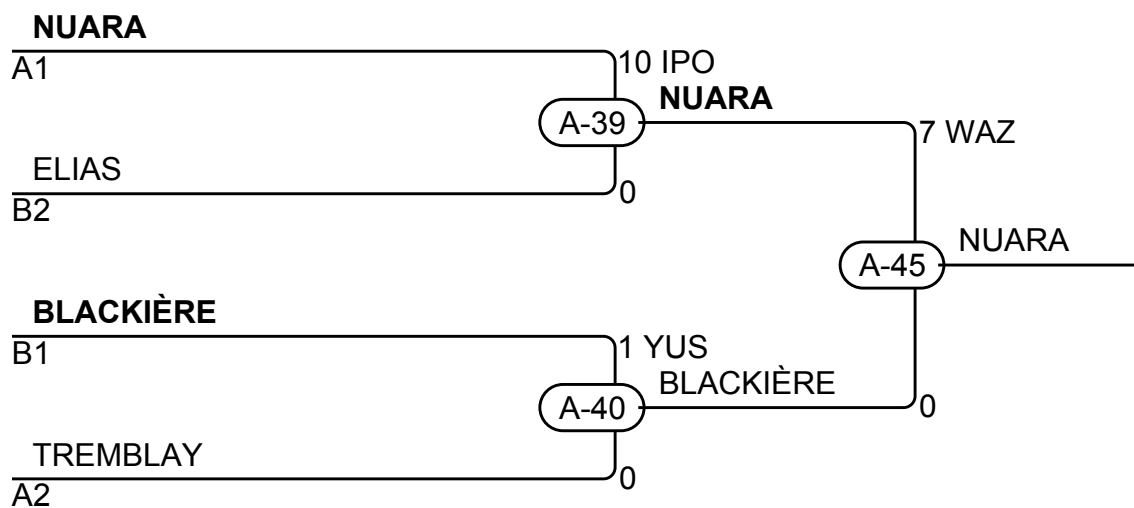 NUARA
A1
10 IPO
NUARA
A-39
7 WAZ
ELIAS
B2
0
NUARA
A-45
BLACKIÈRE
B1
1 YUS
BLACKIÈRE
A-40
0
TREMBLAY
A2
0